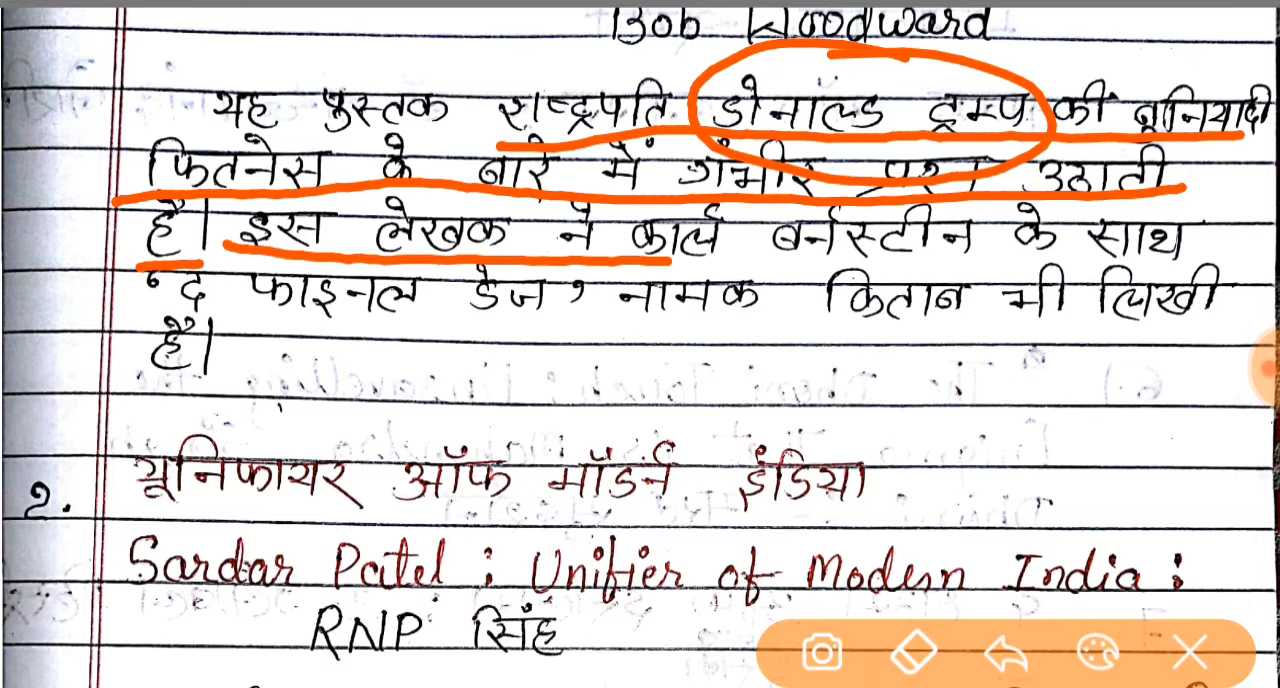 Bob Woodward
यह पुस्तक राष्ट्रपति डोनाॅल्ड ट्रम्प की बूनियादी
फितनेस के बारे में गंभीर प्रश्न उठाती
है। इस लेखक ने कार्ल बर्नस्टीन के साथ
'द फाइनल डेज' नामक किताब भी लिखी
है।
2. यूनिफायर ऑफ मॉडर्न इंडिया
Sardar Patel : Unifier of Modern India :
RNP सिंह